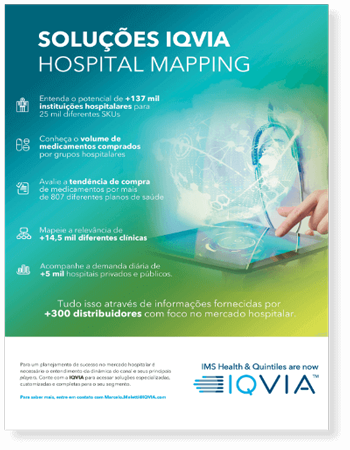 SOLUÇÕES IQVIA
HOSPITAL MAPPING
Entenda o potencial de +137 mil
instituições hospitalares para
25 mil diferentes SKUs
Conheça o volume de
medicamentos comprados
por grupos hospitalares
Avalie a tendência de compra
de medicamentos por mais
de 807 diferentes planos de saúde
Mapeie a relevância de
+14,5 mil diferentes clínicas
Acompanhe a demanda diária de
+5 mil hospitais privados e públicos.
Tudo isso através de informações fornecidas por
+300 distribuidores com foco no mercado hospitalar.
Para um planejamento de sucesso no mercado hospitalar é
necessário o entendimento da dinâmica do canal e seus principais
players. Conte com a IQVIA para acessar soluções especializadas,
customizadas e completas para o seu segmento.
Para saber mais, entre em contato com
IMS Health & Quintiles are now
IQVIA™